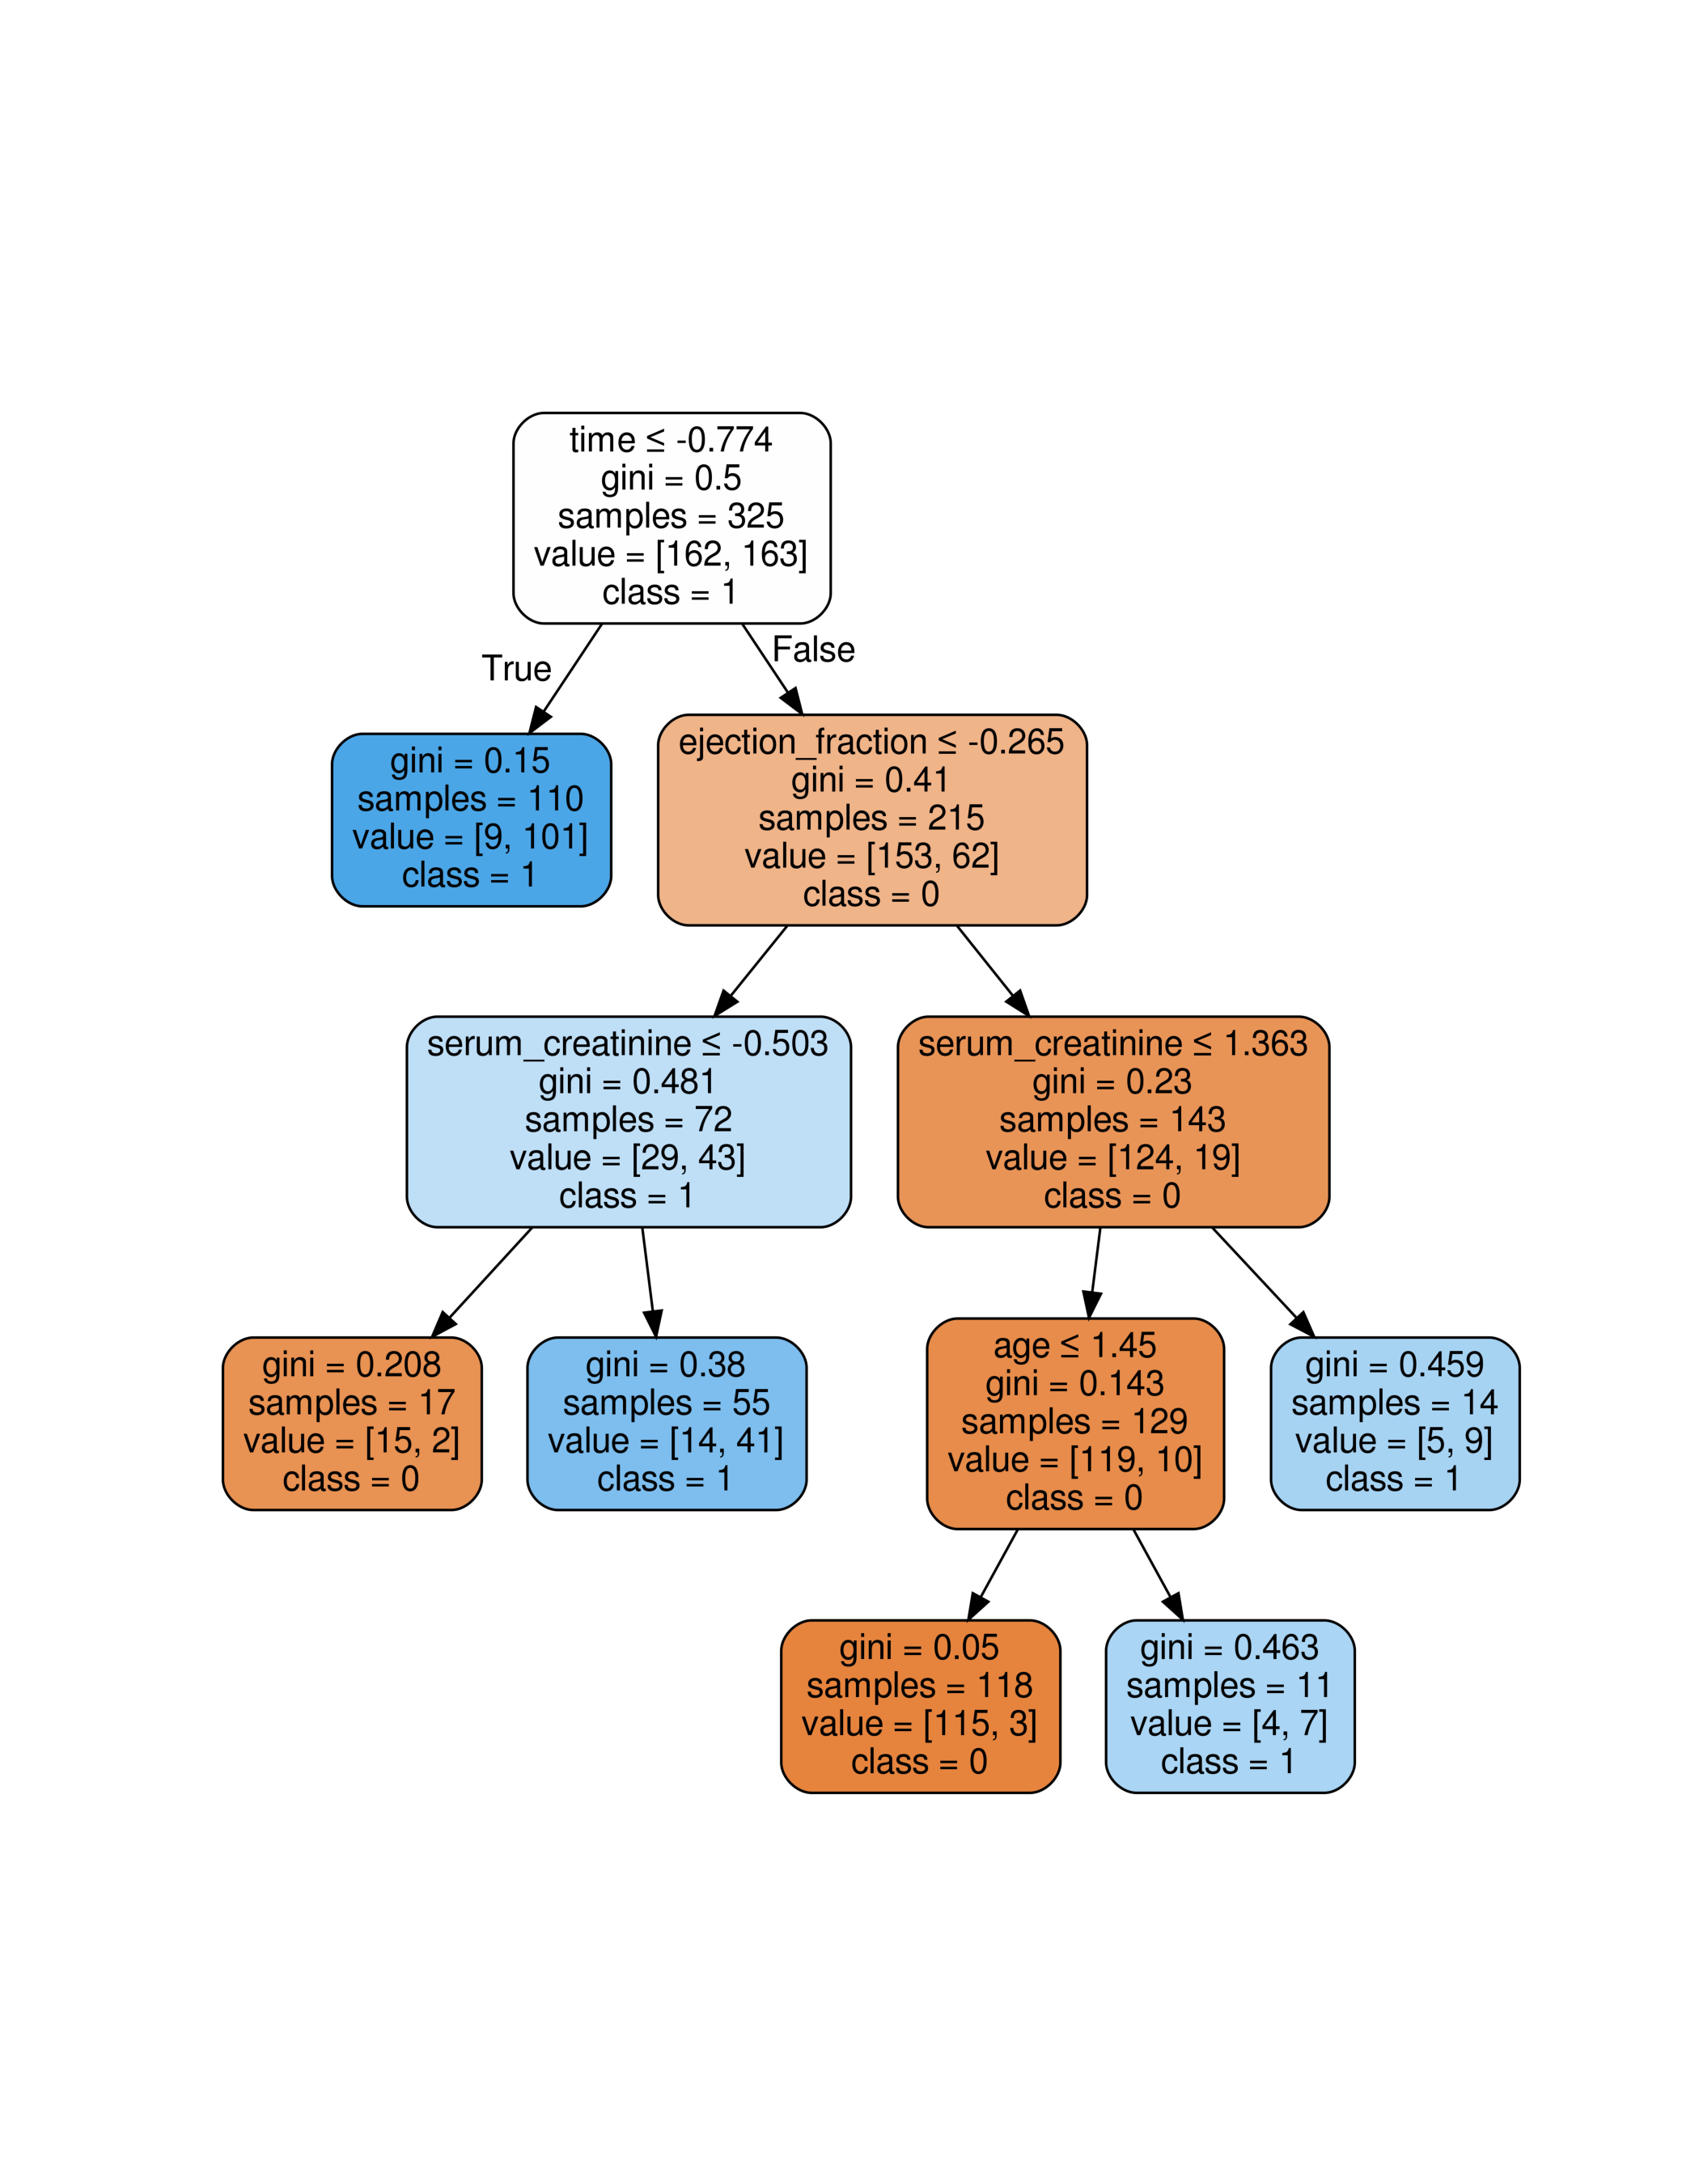 time ≤ -0.774
gini = 0.5
samples = 325
value = [162, 163]
class = 1
True
False
gini = 0.15
samples = 110
value = [9, 101]
class = 1
ejection_fraction ≤ -0.265
gini = 0.41
samples = 215
value = [153, 62]
class = 0
serum_creatinine ≤ -0.503
gini = 0.481
samples = 72
value = [29, 43]
class = 1
serum_creatinine ≤ 1.363
gini = 0.23
samples = 143
value = [124, 19]
class = 0
gini = 0.208
samples = 17
value = [15, 2]
class = 0
gini = 0.38
samples = 55
value = [14, 41]
class = 1
age ≤ 1.45
gini = 0.143
samples = 129
value = [119, 10]
class = 0
gini = 0.459
samples = 14
value = [5, 9]
class = 1
gini = 0.05
samples = 118
value = [115, 3]
class = 0
gini = 0.463
samples = 11
value = [4, 7]
class = 1